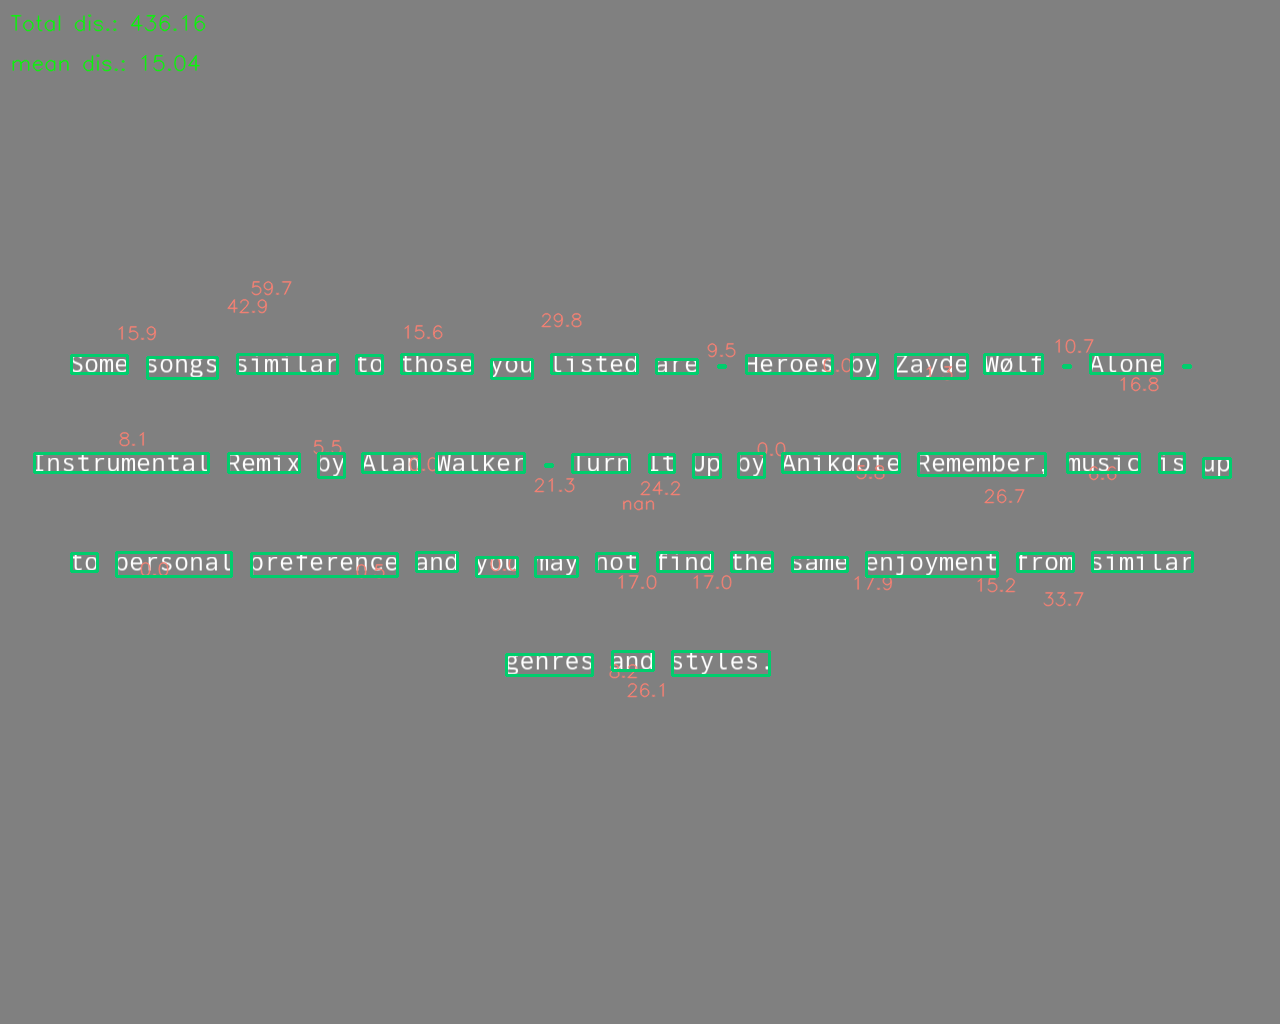 Total dis.: 436.16
mean dis.: 15.04
59.7
42.9
15.9 15.6 29.8 9.5 10.7
Some songs similar to those you listed are - Heroes by Zayde Wølf - Alone -
16.8
8.1 5.5 0.0
Instrumental Remix by Alan Walker - Turn It Up by Anikdote Remember, music is up
21.3 24.2 26.7
nan
to personal preference and you may not find the same enjoyment from similar
0.0
17.0 17.0 17.9 15.2 33.7
genres and styles.
26.1